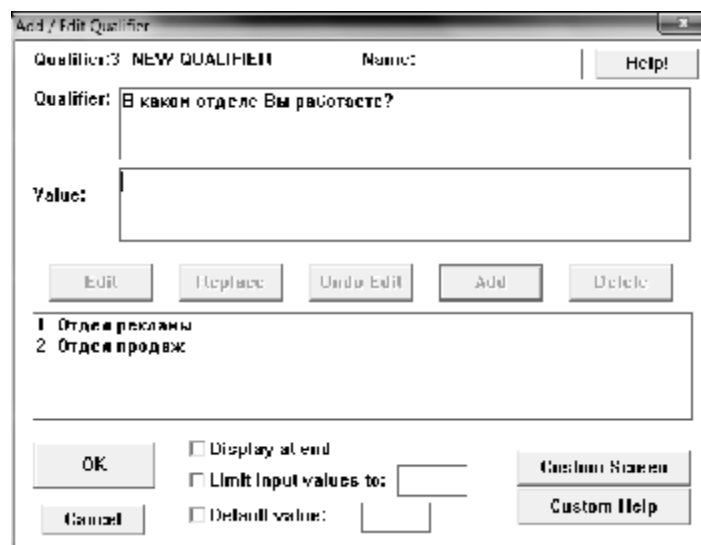 Add / Edit Qualifier
Qualifier:3 NEW QUALIFIER Name: Help!
Qualifier: В каком отделе Вы работаете?
Value:
Edit Replace Undo Edit Add Delete
1 Отдел рекламы
2 Отдел продаж
OK Display at end
Limit input values to: Custom Screen
Cancel Default value: Custom Help